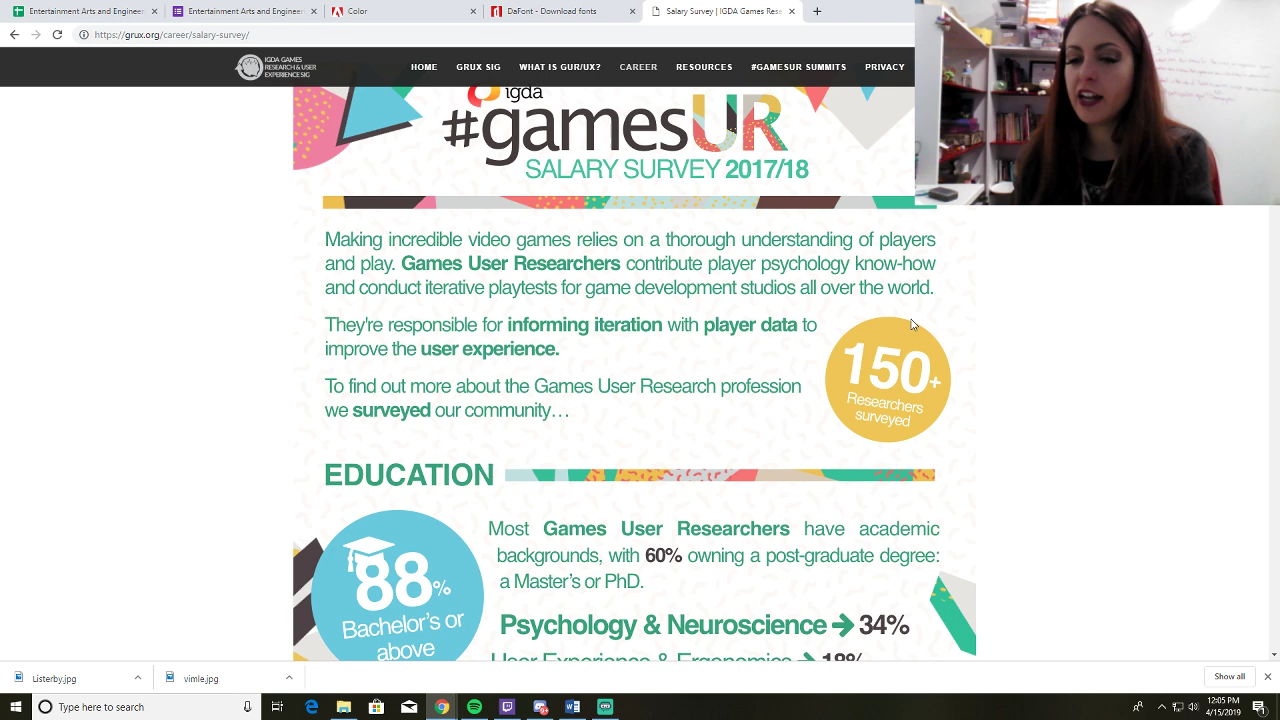 Entertainment Arts and Engineer
Entertainment Arts and Enginee
Color
DaFont - Download fonts
Salary Survey | IGDA Games Res
https://grux.org/career/salary-survey
IGDA GAMES
RESEARCH & USER
EXPERIENCE SIG
HOME GRUX SIG WHAT IS GUR/UX? CAREER RESOURCES #GAMESUR SUMMITS PRIVACY
igda
#gamesUR
SALARY SURVEY 2017/18
Making incredible video games relies on a thorough understanding of players
and play. Games User Researchers contribute player psychology know-how
and conduct iterative playtests for game development studios all over the world.
They're responsible for informing iteration with player data to
improve the user experience.
To find out more about the Games User Research profession
we surveyed our community…
150+
Researchers
surveyed
EDUCATION
88%
Bachelor's or
above
Most Games User Researchers have academic
backgrounds, with 60% owning a post-graduate degree:
a Master's or PhD.
Psychology & Neuroscience → 34%
User Experience & Ergonomics → 18%
Listerby.jpg
vimle.jpg
Show all
Type here to search
12:05 PM
4/15/2019